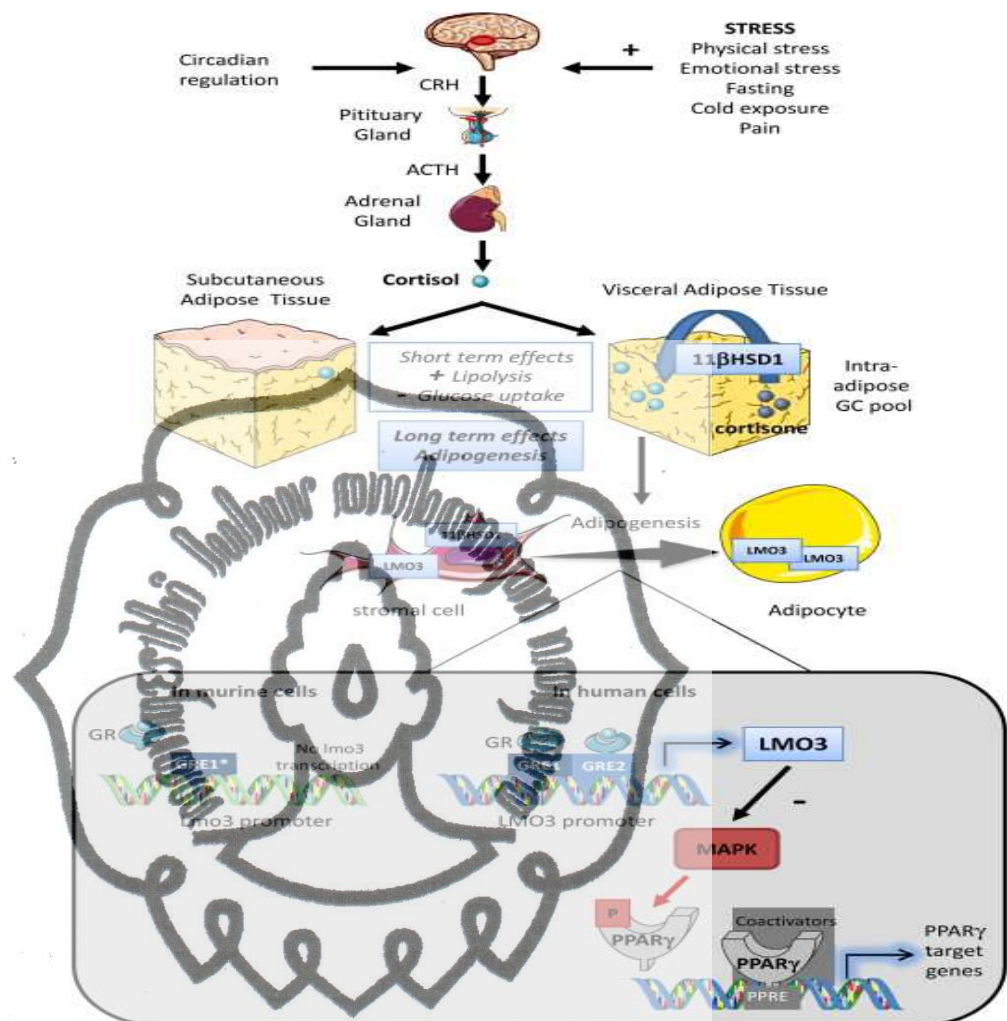 STRESS
Physical stress
Emotional stress
Fasting
Cold exposure
Pain
+
Circadian
regulation
CRH
Pitituary
Gland
ACTH
Adrenal
Gland
Cortisol
Subcutaneous
Adipose Tissue
Visceral Adipose Tissue
Short term effects
+ Lipolysis
- Glucose uptake
Long term effects
Adipogenesis
11βHSD1
cortisone
Intra-
adipose
GC pool
Adipogenesis
11βHSD1
LMO3
stromal cell
LMO3
LMO3
Adipocyte
In murine cells
GR
GRE1*
No lmo3
transcription
Lmo3 promoter
In human cells
GR
GRE1
GRE2
LMO3 promoter
LMO3
-
MAPK
P
PPARγ
Coactivators
PPARγ
PPRE
PPARγ
target
genes